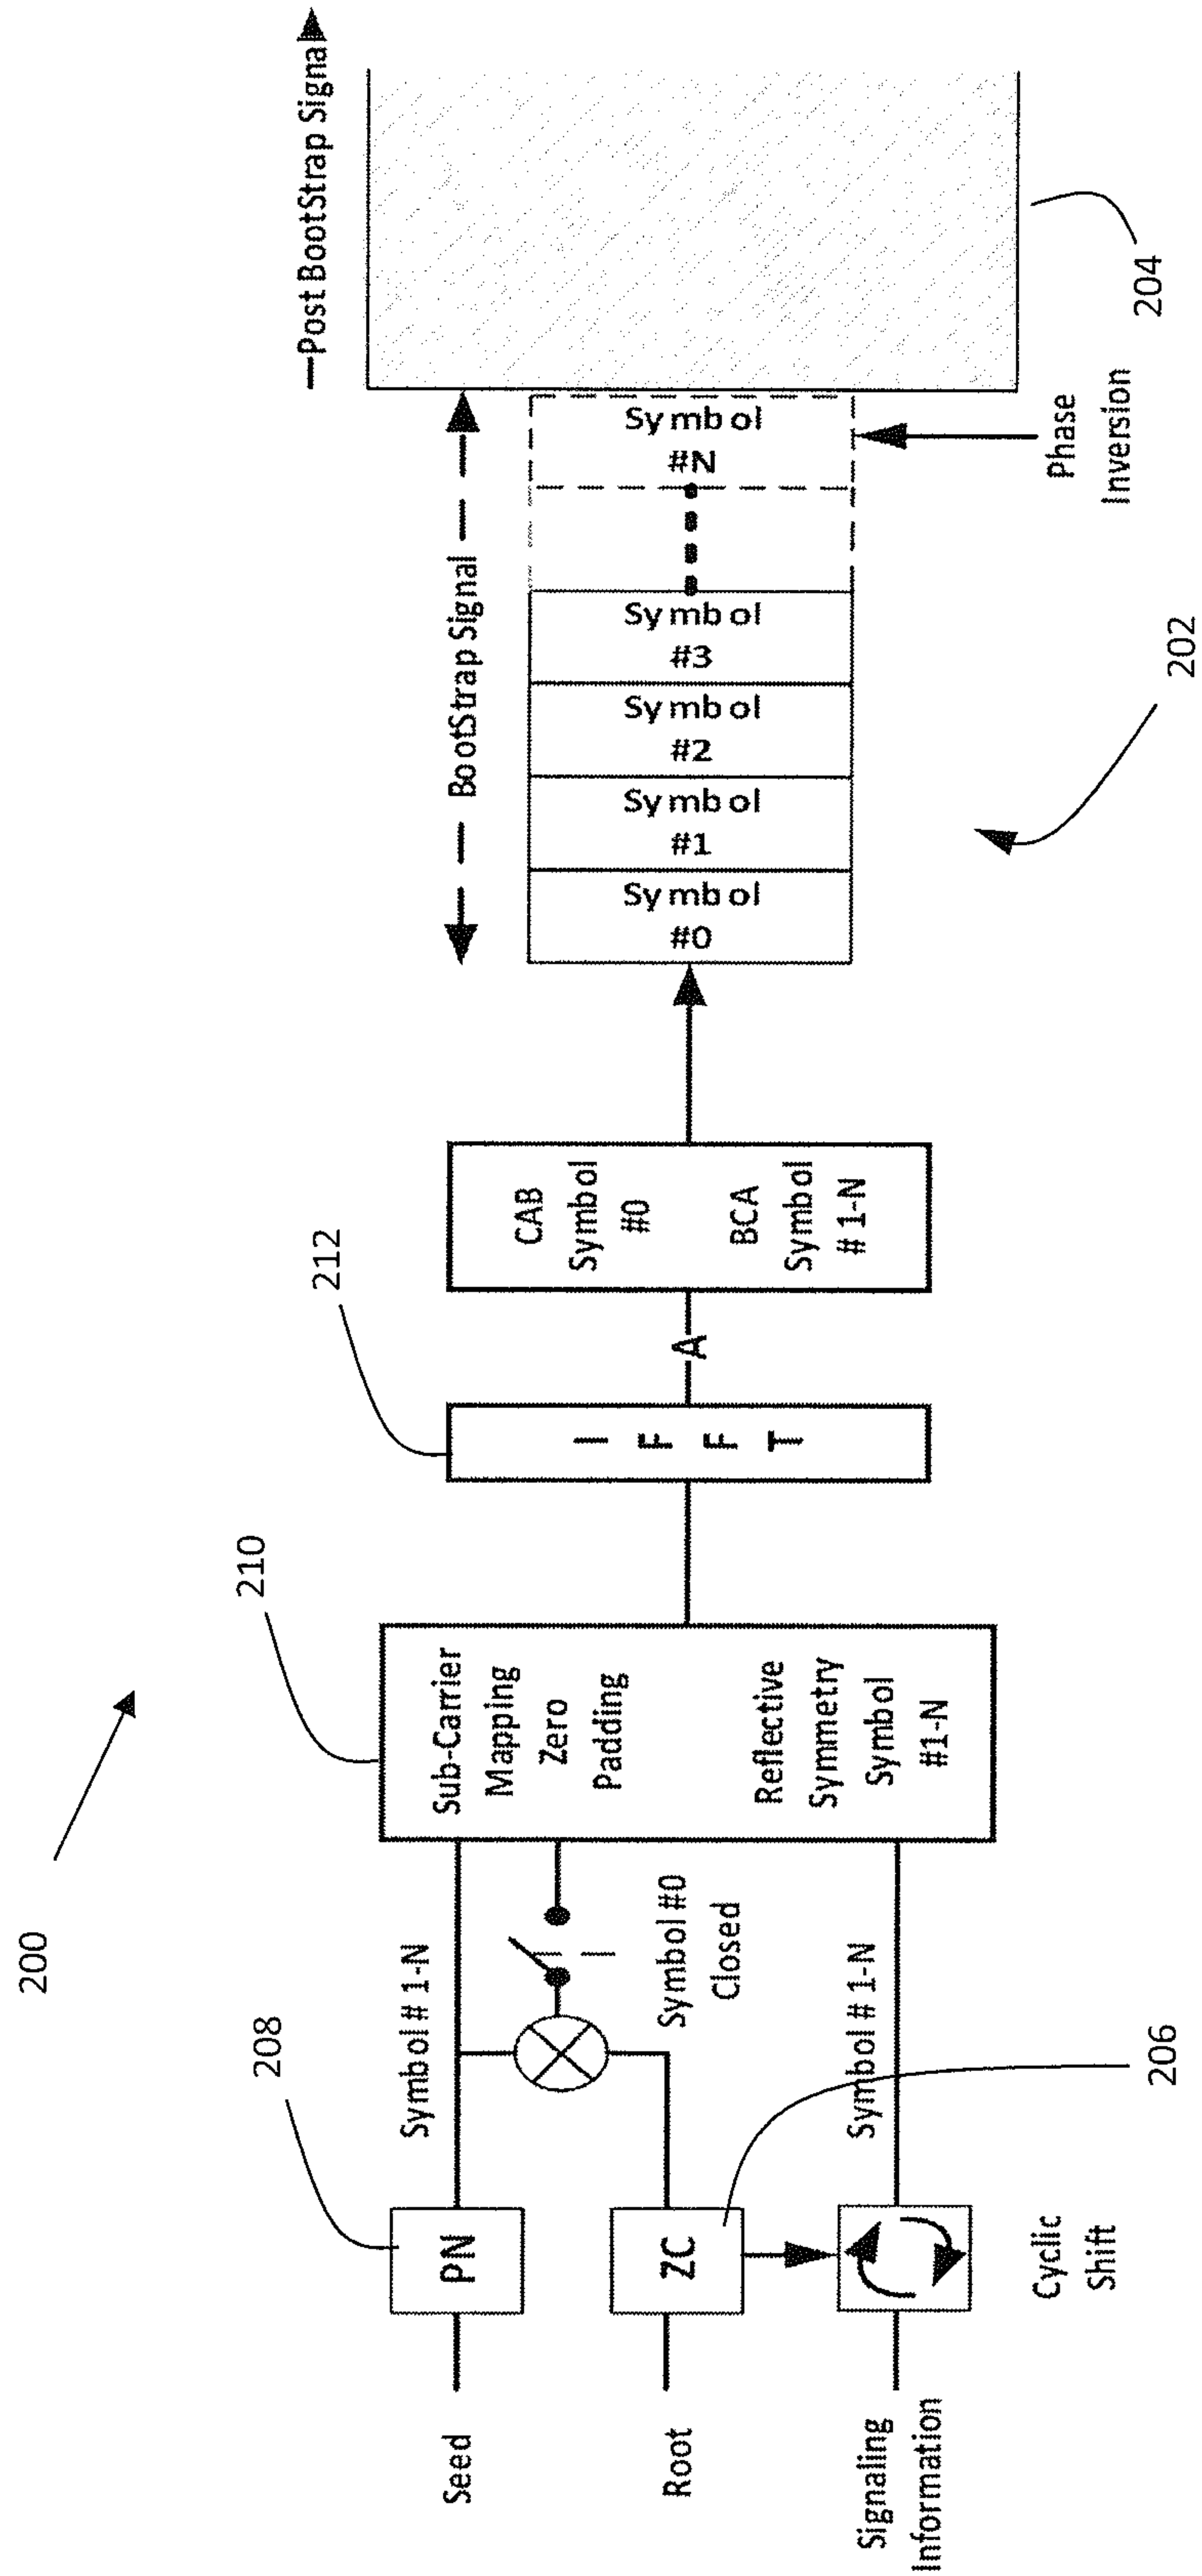 200
Post BootStrap Signal
BootStrap Signal
212
210
208
Seed
PN
Symbol # 1-N
Root
ZC
Symbol #0
Closed
Signaling
Information
Cyclic
Shift
Symbol # 1-N
206
Sub-Carrier
Mapping
Zero
Padding
Reflective
Symmetry
Symbol
#1-N
I
F
F
T
A
CAB
Symbol
#0
BCA
Symbol
# 1-N
Symbol
#0
Symbol
#1
Symbol
#2
Symbol
#3
Symbol
#N
Phase
Inversion
202
204